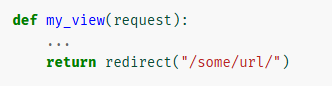 def my_view(request):
    ...
    return redirect("/some/url/")